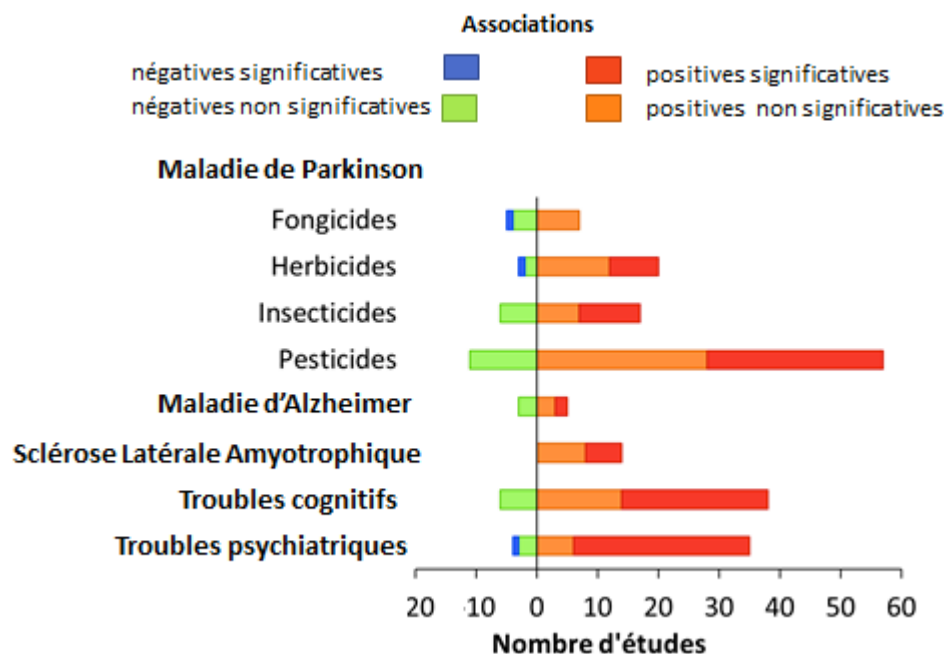 Associations
négatives significatives positives significatives
négatives non significatives positives non significatives
Maladie de Parkinson
Fongicides
Herbicides
Insecticides
Pesticides
Maladie d'Alzheimer
Sclérose Latérale Amyotrophique
Troubles cognitifs
Troubles psychiatriques
20 10 0 10 20 30 40 50 60
Nombre d'études